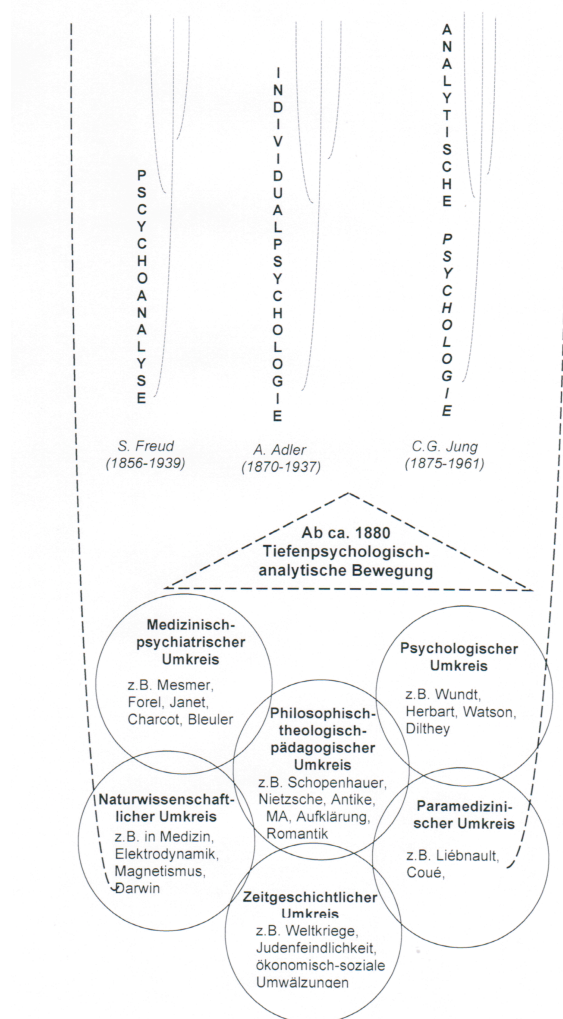 PSCYCHOANALYSE
INDIVIDUALPSYCHOLOGIE
ANALYTISCHE PSYCHOLOGIE
S. Freud
(1856-1939)
A. Adler
(1870-1937)
C.G. Jung
(1875-1961)
Ab ca. 1880
Tiefenpsychologisch-
analytische Bewegung
Medizinisch-
psychiatrischer
Umkreis
z.B. Mesmer,
Forel, Janet,
Charcot, Bleuler
Psychologischer
Umkreis
z.B. Wundt,
Herbart, Watson,
Dilthey
Philosophisch-
theologisch-
pädagogischer
Umkreis
z.B. Schopenhauer,
Nietzsche, Antike,
MA, Aufklärung,
Romantik
Naturwissenschaft-
licher Umkreis
z.B. in Medizin,
Elektrodynamik,
Magnetismus,
Darwin
Paramedizini-
scher Umkreis
z.B. Liébnault,
Coué,
Zeitgeschichtlicher
Umkreis
z.B. Weltkriege,
Judenfeindlichkeit,
ökonomisch-soziale
Umwälzungen